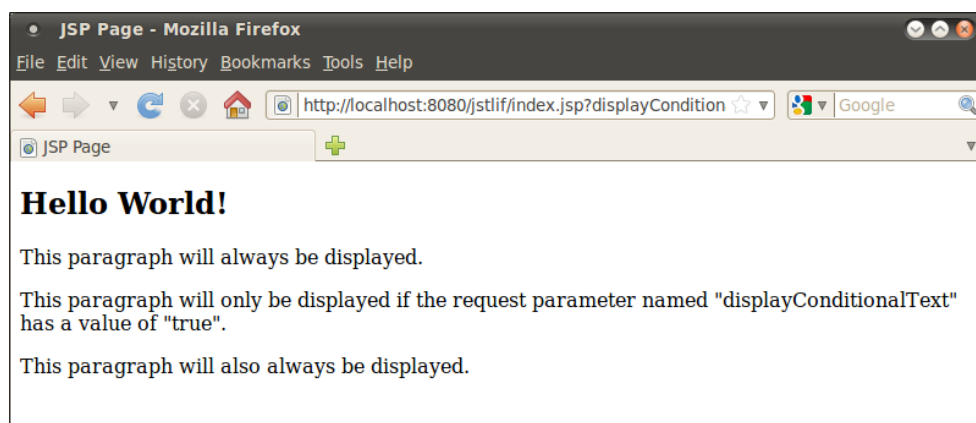 JSP Page - Mozilla Firefox
File Edit View History Bookmarks Tools Help
http://localhost:8080/jstlif/index.jsp?displayCondition
Google
JSP Page
Hello World!
This paragraph will always be displayed.
This paragraph will only be displayed if the request parameter named "displayConditionalText"
has a value of "true".
This paragraph will also always be displayed.